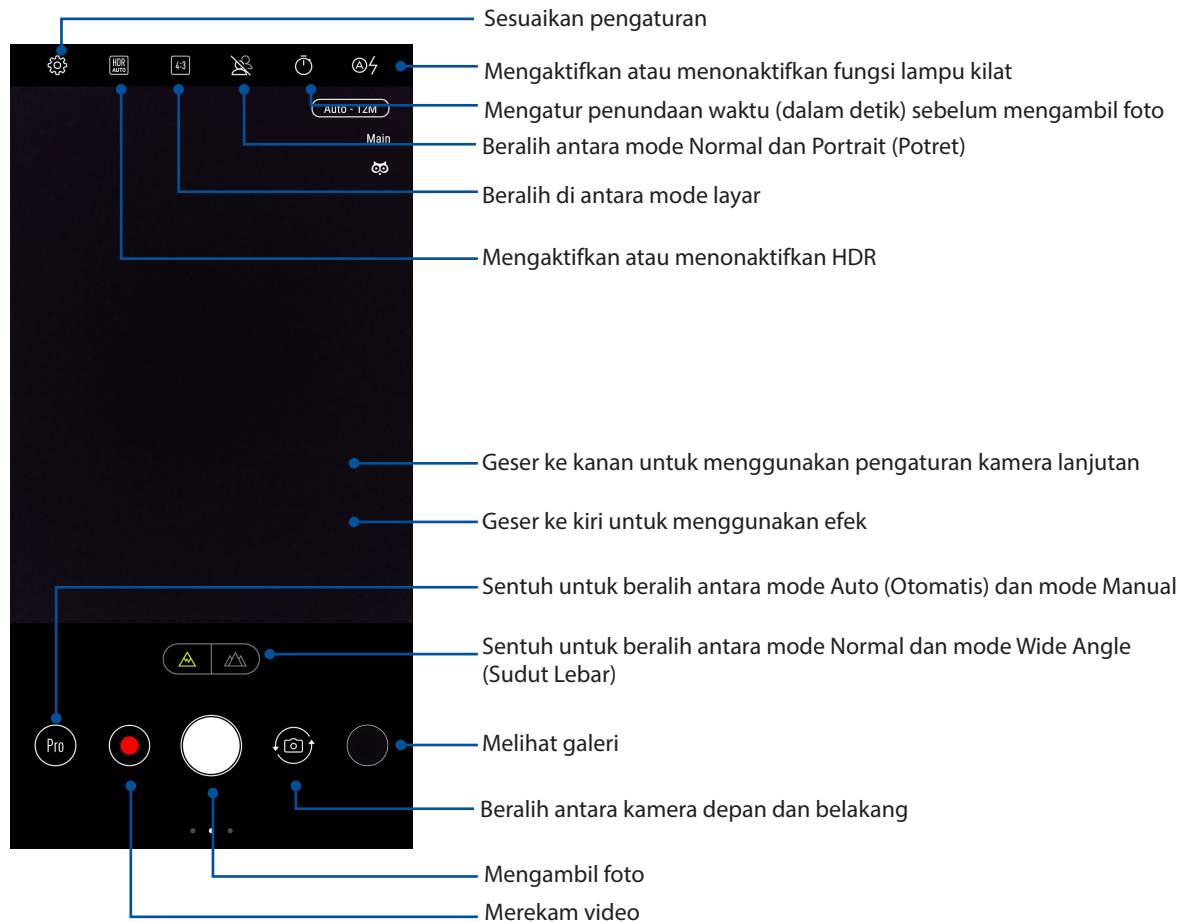 Sesuaikan pengaturan
HDR
AUTO
4:3
A
Mengaktifkan atau menonaktifkan fungsi lampu kilat
Auto - 12M
Mengatur penundaan waktu (dalam detik) sebelum mengambil foto
Main
Beralih antara mode Normal dan Portrait (Potret)
Beralih di antara mode layar
Mengaktifkan atau menonaktifkan HDR
Geser ke kanan untuk menggunakan pengaturan kamera lanjutan
Geser ke kiri untuk menggunakan efek
Sentuh untuk beralih antara mode Auto (Otomatis) dan mode Manual
Sentuh untuk beralih antara mode Normal dan mode Wide Angle
(Sudut Lebar)
Pro
Melihat galeri
Beralih antara kamera depan dan belakang
Mengambil foto
Merekam video